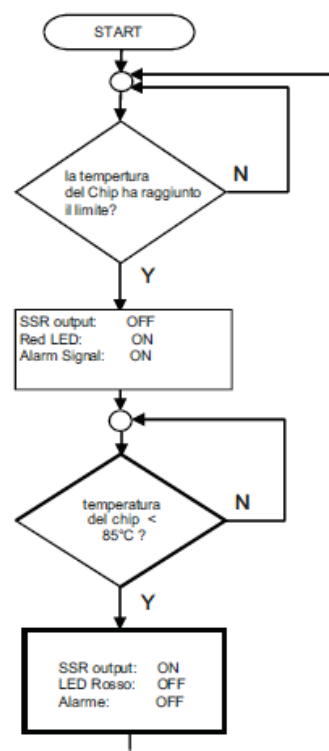 START
la tempertura
del Chip ha raggiunto
il limite?
N
Y
SSR output: OFF
Red LED: ON
Alarm Signal: ON
temperatura
del chip <
85°C ?
N
Y
SSR output: ON
LED Rosso: OFF
Alarme: OFF